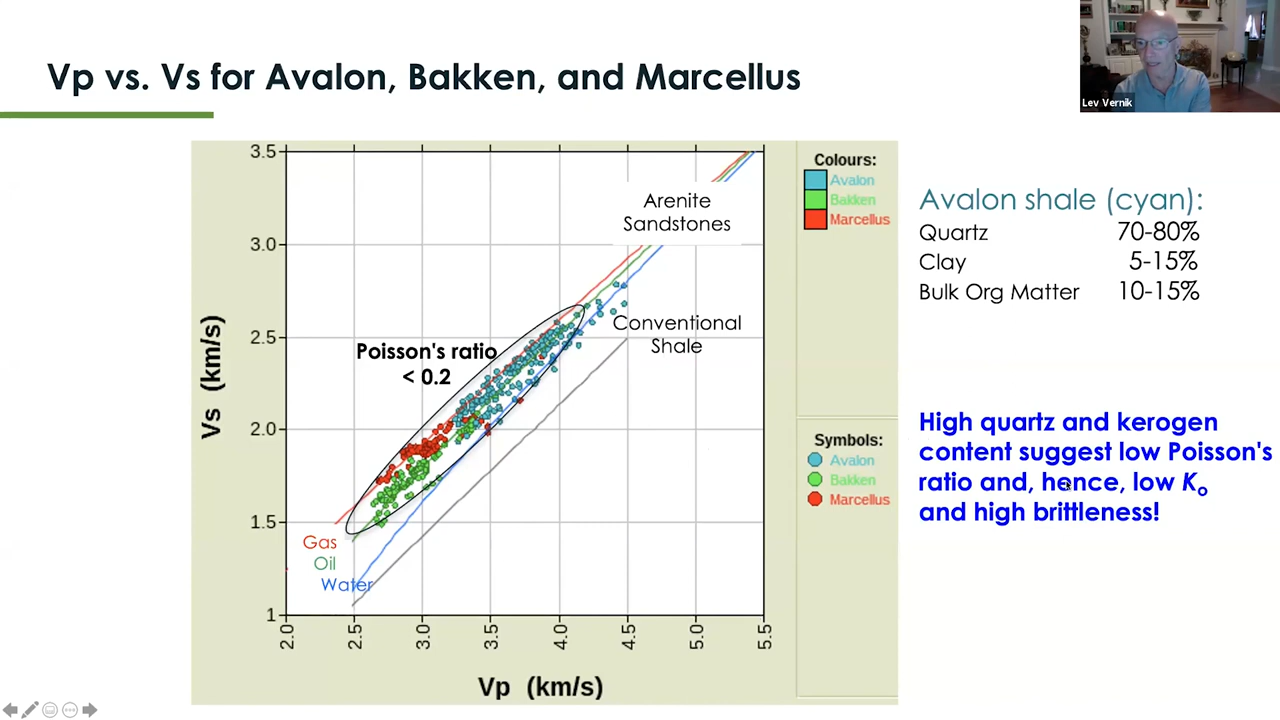 Vp vs. Vs for Avalon, Bakken, and Marcellus
Lev Vernik
Vs (km/s)
3.5
3.0
2.5
2.0
1.5
1
2.0
2.5
3.0
3.5
4.0
4.5
5.0
5.5
Vp (km/s)
Arenite
Sandstones
Conventional
Shale
Poisson's ratio
< 0.2
Gas
Oil
Water
Colours:
Avalon
Bakken
Marcellus
Symbols:
Avalon
Bakken
Marcellus
Avalon shale (cyan):
Quartz 70-80%
Clay 5-15%
Bulk Org Matter 10-15%
High quartz and kerogen
content suggest low Poisson's
ratio and, hence, low Ko
and high brittleness!